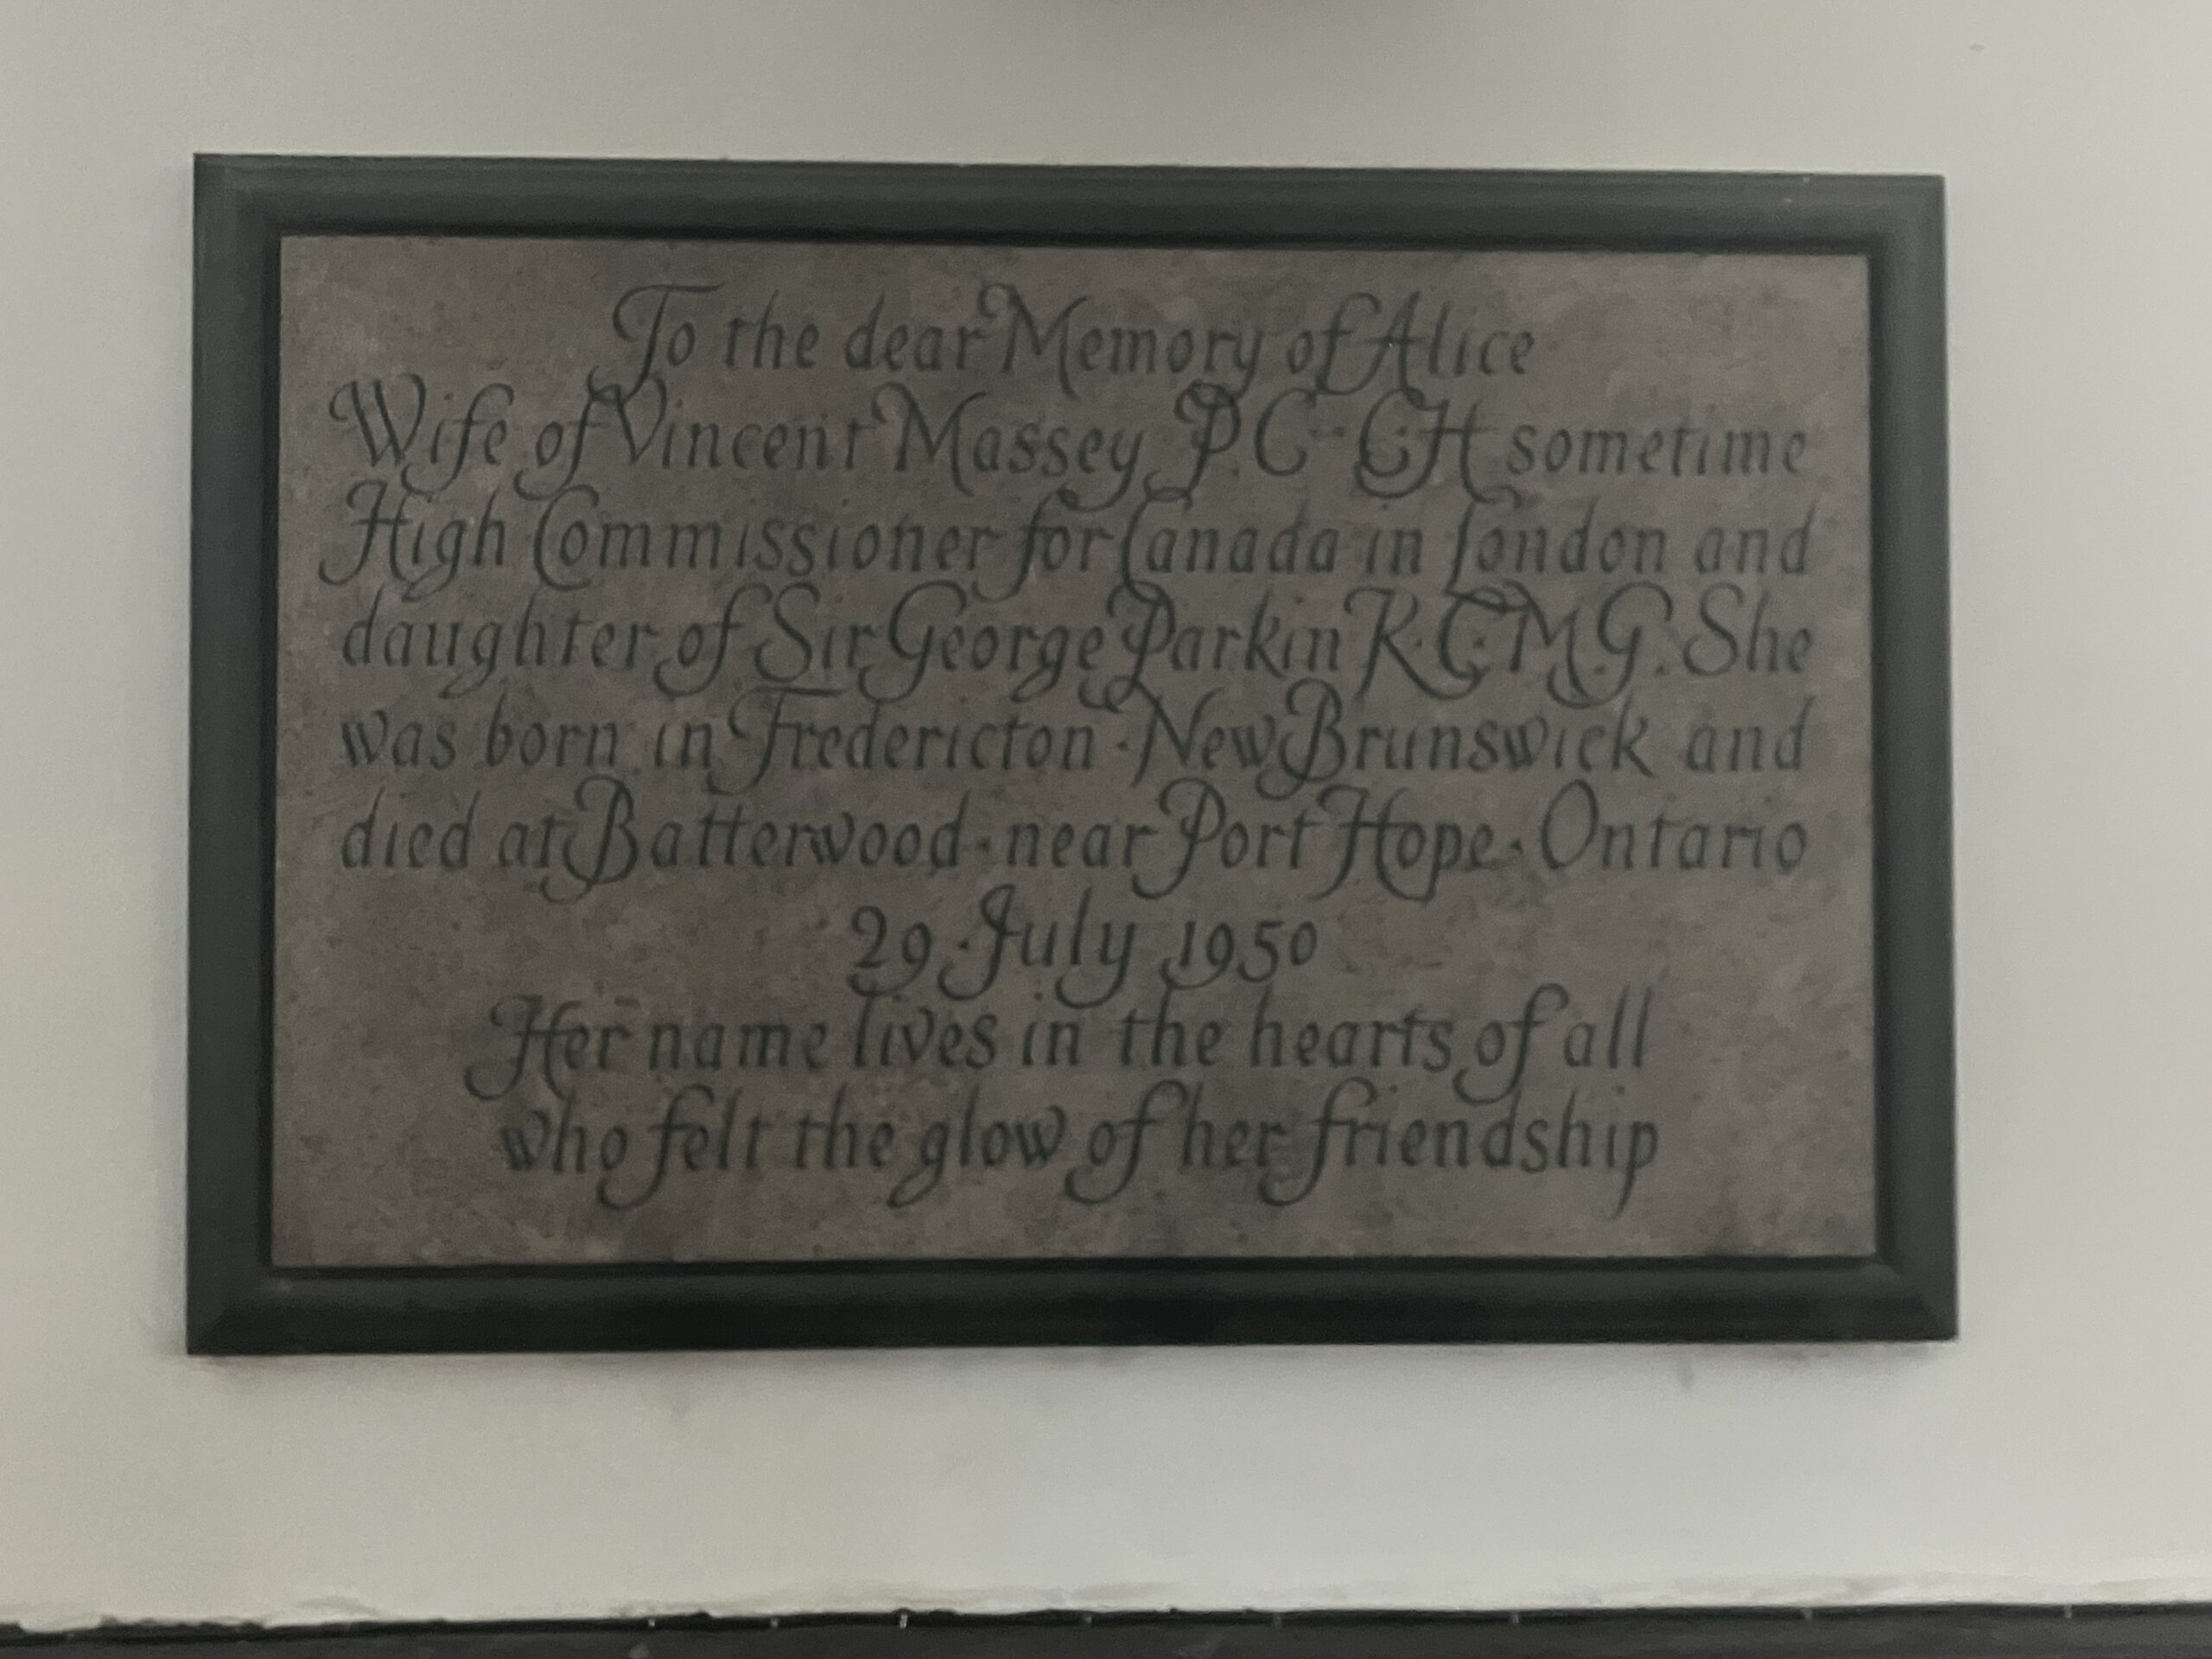 To the dear Memory of Alice
Wife of Vincent Massey P.C · C·H sometime
High Commissioner for Canada in London and
daughter of Sir George Parkin K.C.M.G. She
was born in Fredericton · New Brunswick and
died at Batterwood · near Port Hope · Ontario
29 · July 1950
Her name lives in the hearts of all
who felt the glow of her friendship